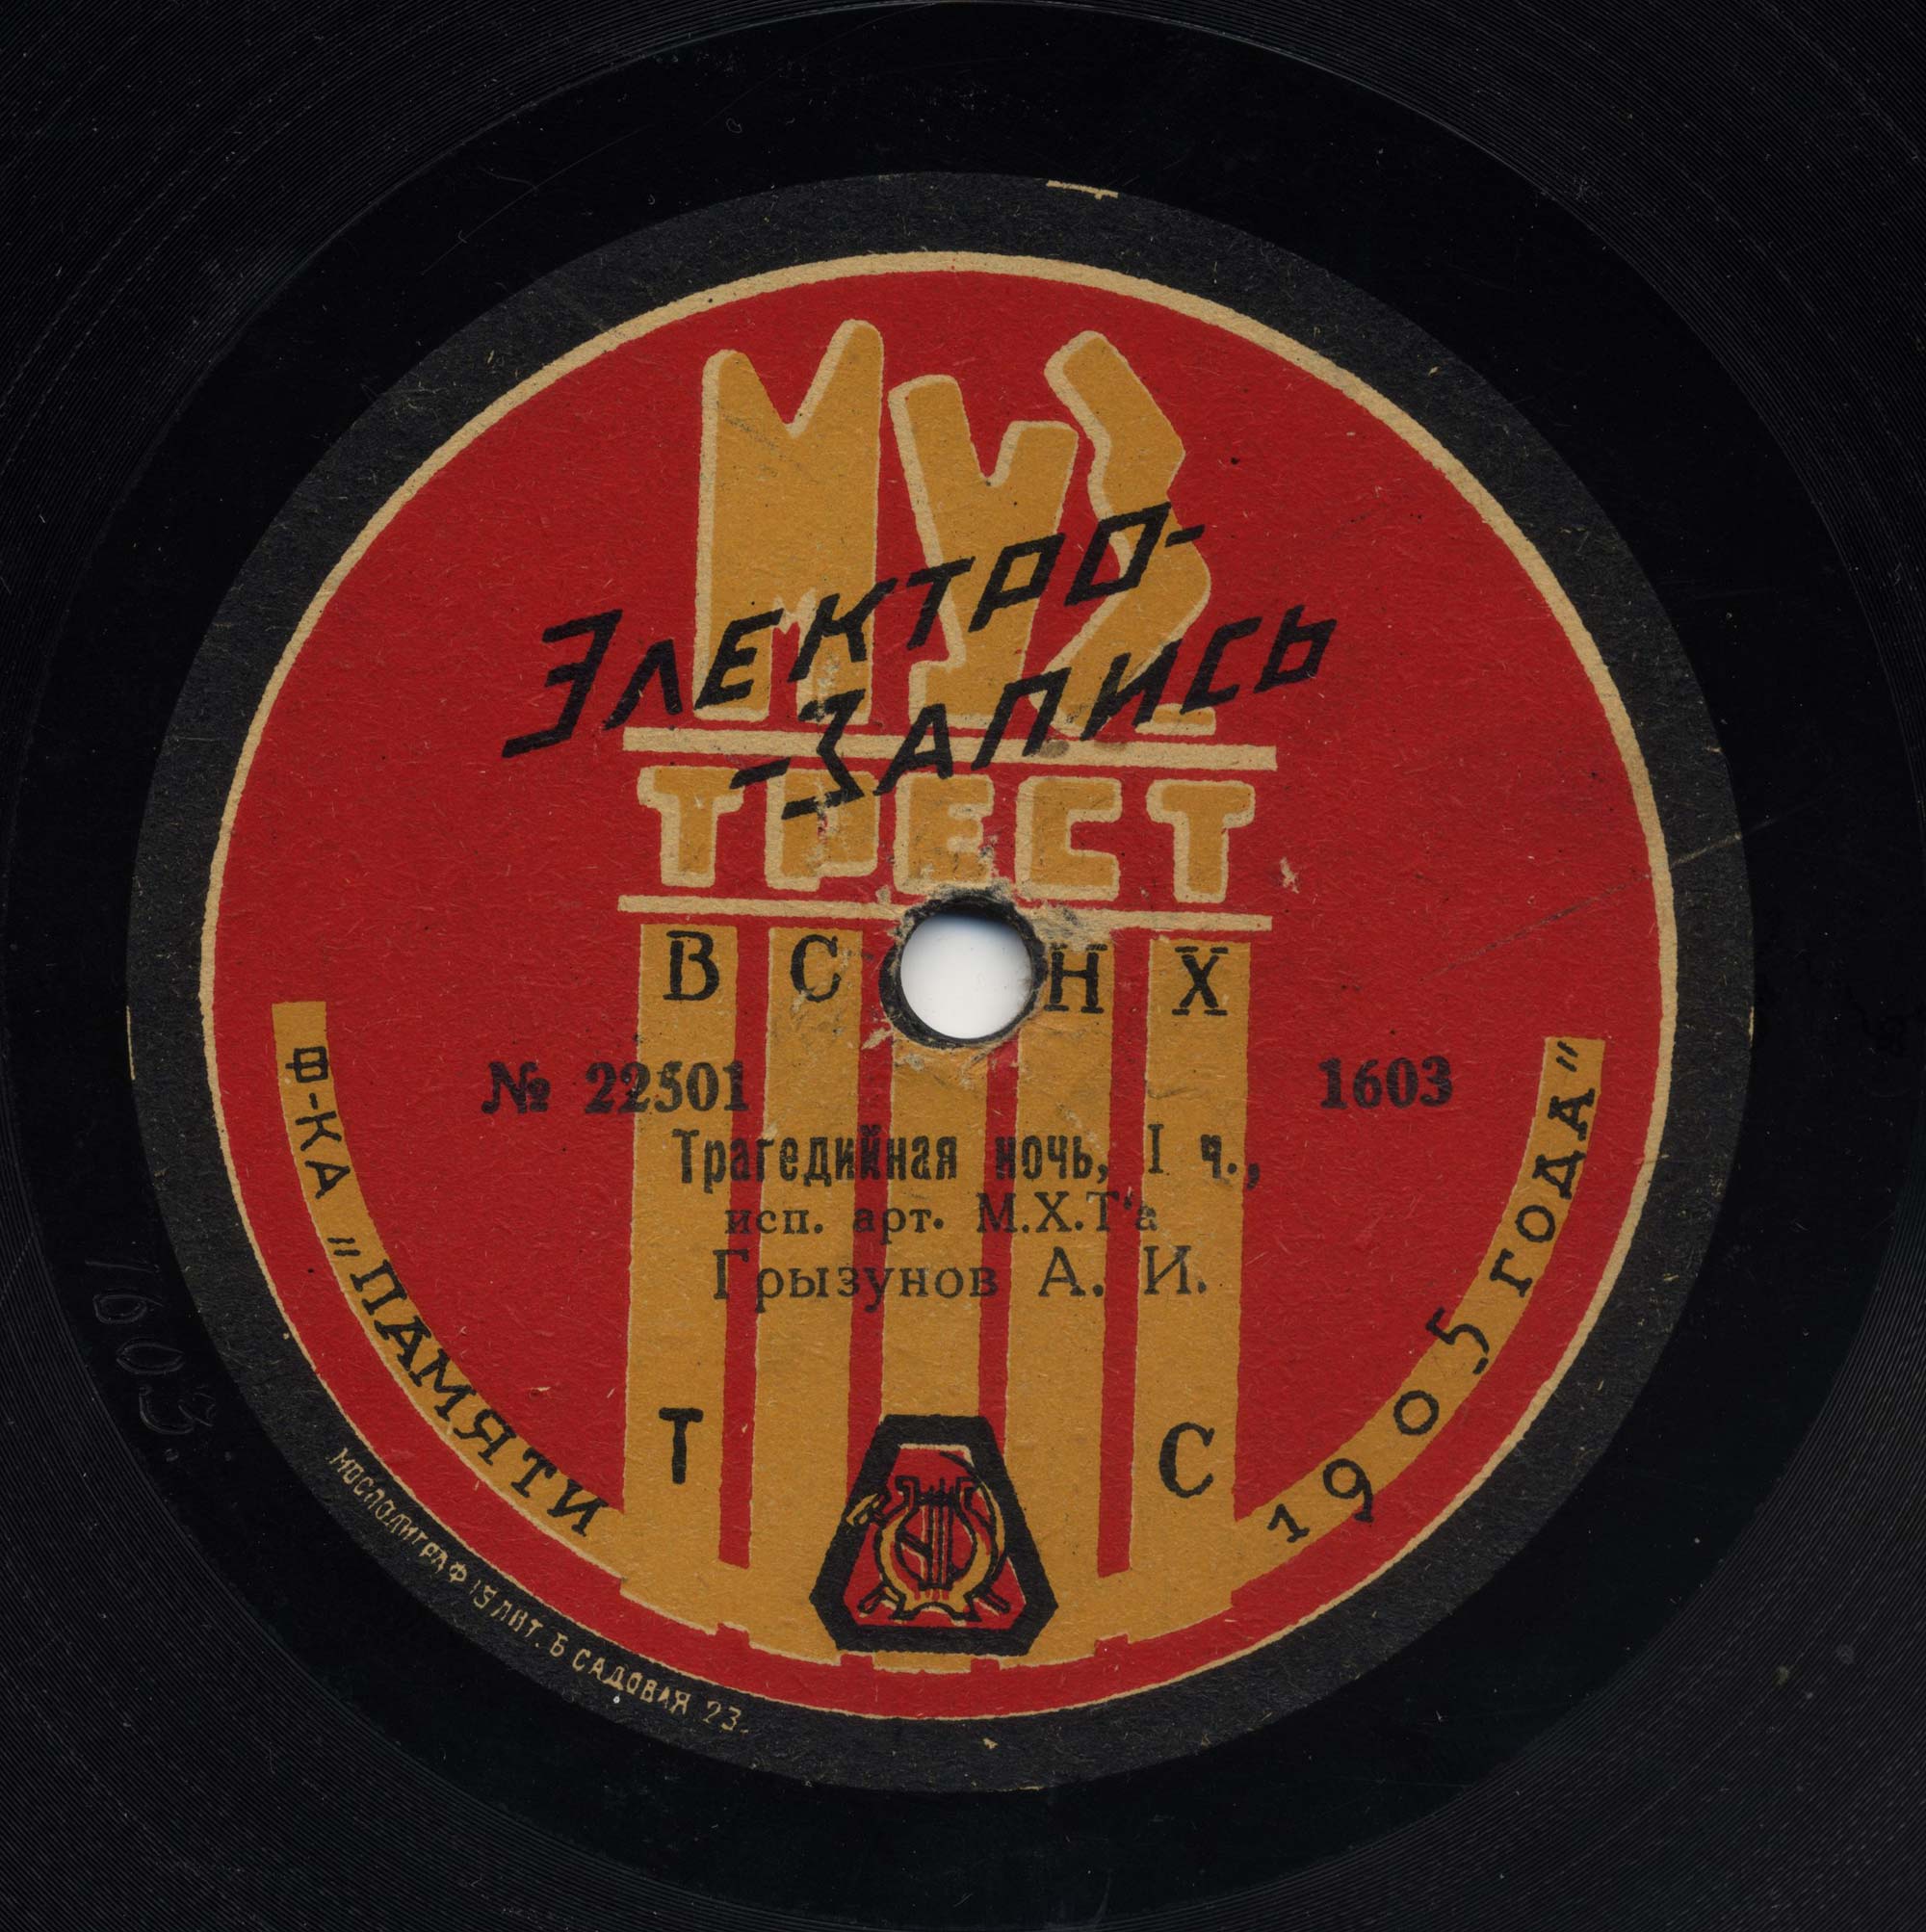 МУЗ
ЭЛЕКТРО-
-ЗАПИСЬ
ТРЕСТ
В С Н Х
№ 22501 1603
Трагедийная ночь, I ч.,
исп. арт. М.Х.Т'а
Грызунов А. И.
Т С
Ф-КА "ПАМЯТИ 1905 ГОДА"
МОСПОЛИГРАФ 19 ЛИТ. Б САДОВАЯ 23.
1603.